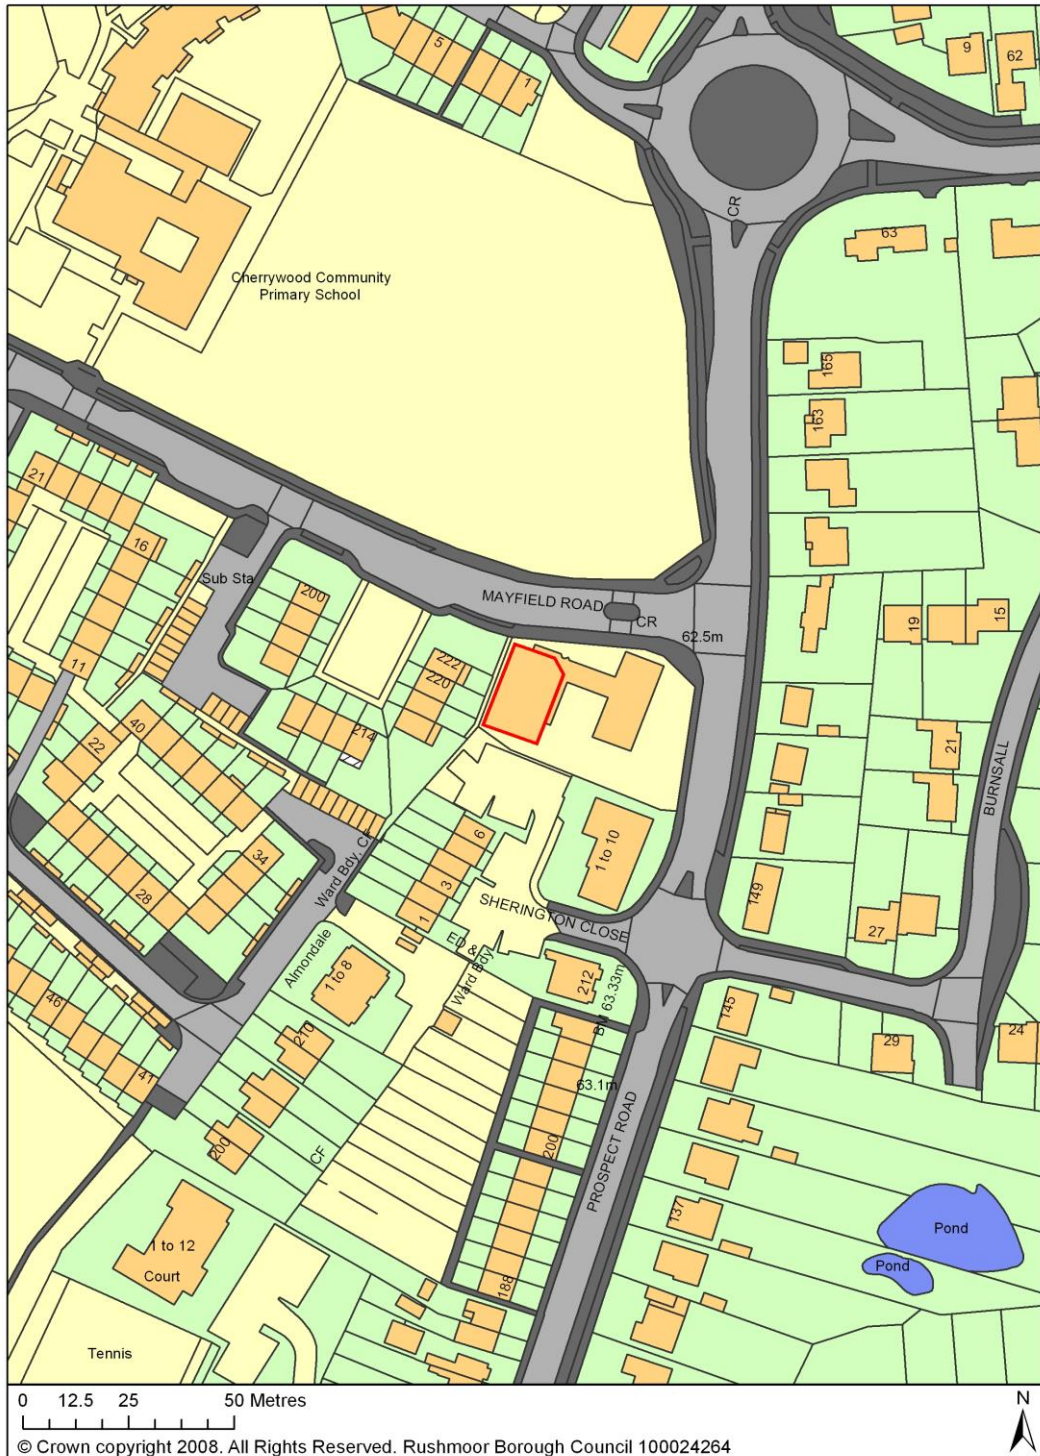 5
1
9
62
CR
63
Cherrywood Community
Primary School
165
163
21
16
Sub Sta
200
MAYFIELD ROAD
CR
62.5m
19
15
11
222
220
214
40
22
21
BURNSALL
34
28
Ward Bdy, CF
6
3
1
1 to 10
149
SHERINGTON CLOSE
27
ED &
Ward Bdy
Almondale
1 to 8
212
BM 63.33m
46
41
210
145
29
24
63.1m
200
CF
200
PROSPECT ROAD
137
Pond
Pond
1 to 12
Court
188
Tennis
0 12.5 25 50 Metres
N
© Crown copyright 2008. All Rights Reserved. Rushmoor Borough Council 100024264